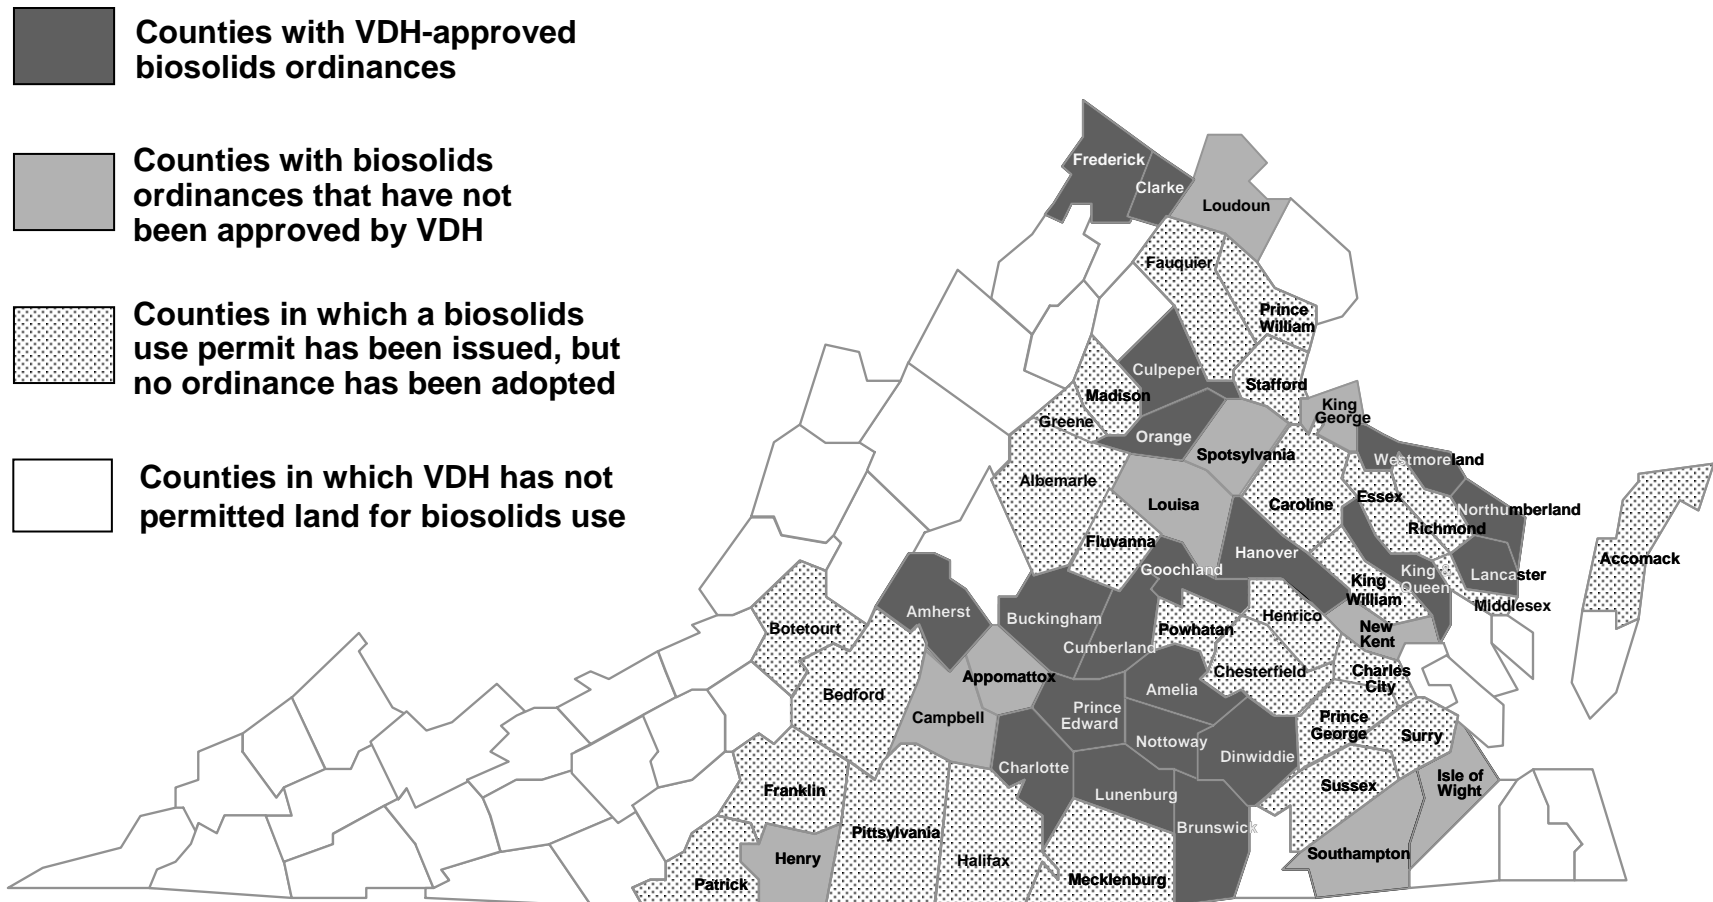 Counties with VDH-approved
biosolids ordinances
Counties with biosolids
ordinances that have not
been approved by VDH
Counties in which a biosolids
use permit has been issued, but
no ordinance has been adopted
Counties in which VDH has not
permitted land for biosolids use
Frederick
Clarke
Loudoun
Fauquier
Prince
William
Culpeper
Stafford
Madison
King
George
Greene
Orange
Spotsylvania
Westmoreland
Albemarle
Louisa
Caroline
Essex
Northumberland
Richmond
Fluvanna
Hanover
Accomack
Goochland
King &
Queen
Lancaster
King
William
Middlesex
Amherst
Buckingham
Henrico
Botetourt
Powhatan
New
Kent
Cumberland
Chesterfield
Charles
City
Appomattox
Bedford
Amelia
Campbell
Prince
Edward
Prince
George
Surry
Nottoway
Dinwiddie
Charlotte
Isle of
Wight
Franklin
Sussex
Lunenburg
Pittsylvania
Brunswick
Henry
Halifax
Southampton
Patrick
Mecklenburg